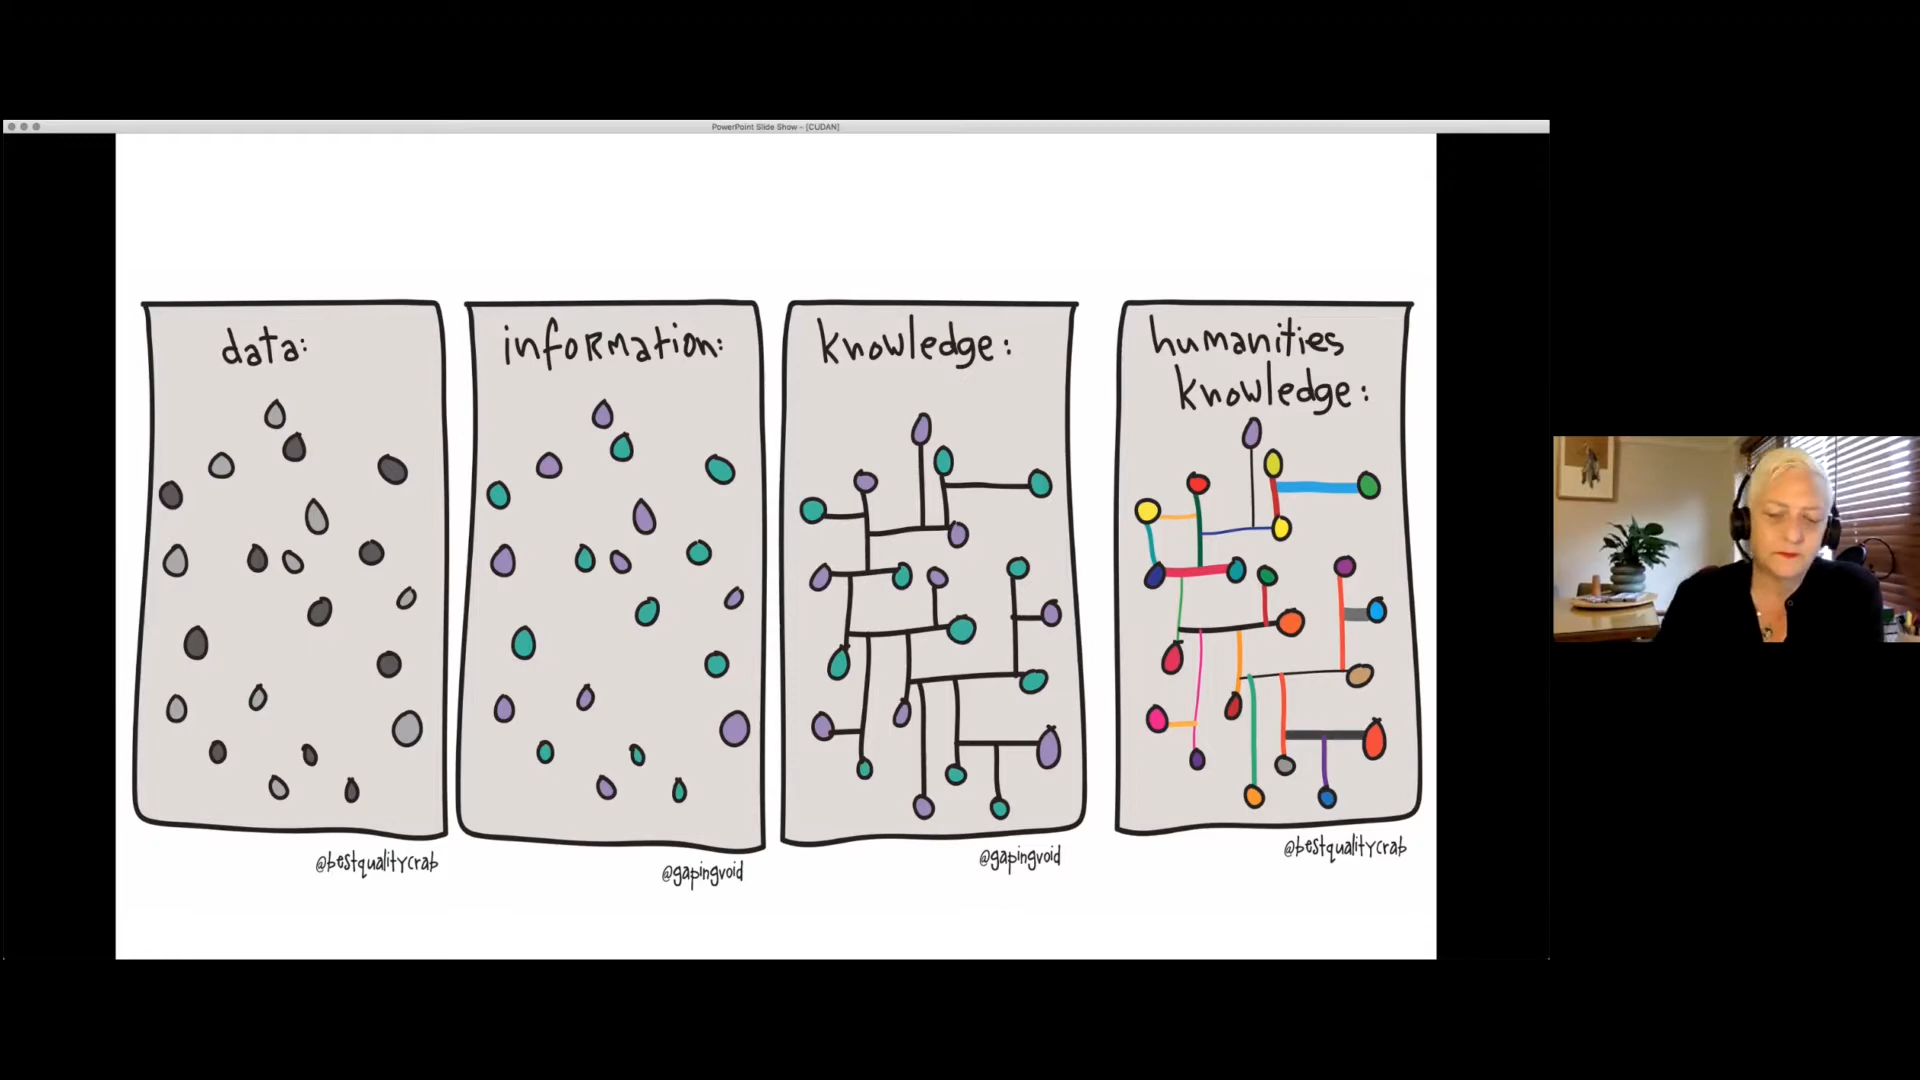 PowerPoint Slide Show – [CUDAN]
data:
information:
knowledge:
humanities
knowledge:
@bestqualitycrab
@gapingvoid
@gapingvoid
@bestqualitycrab